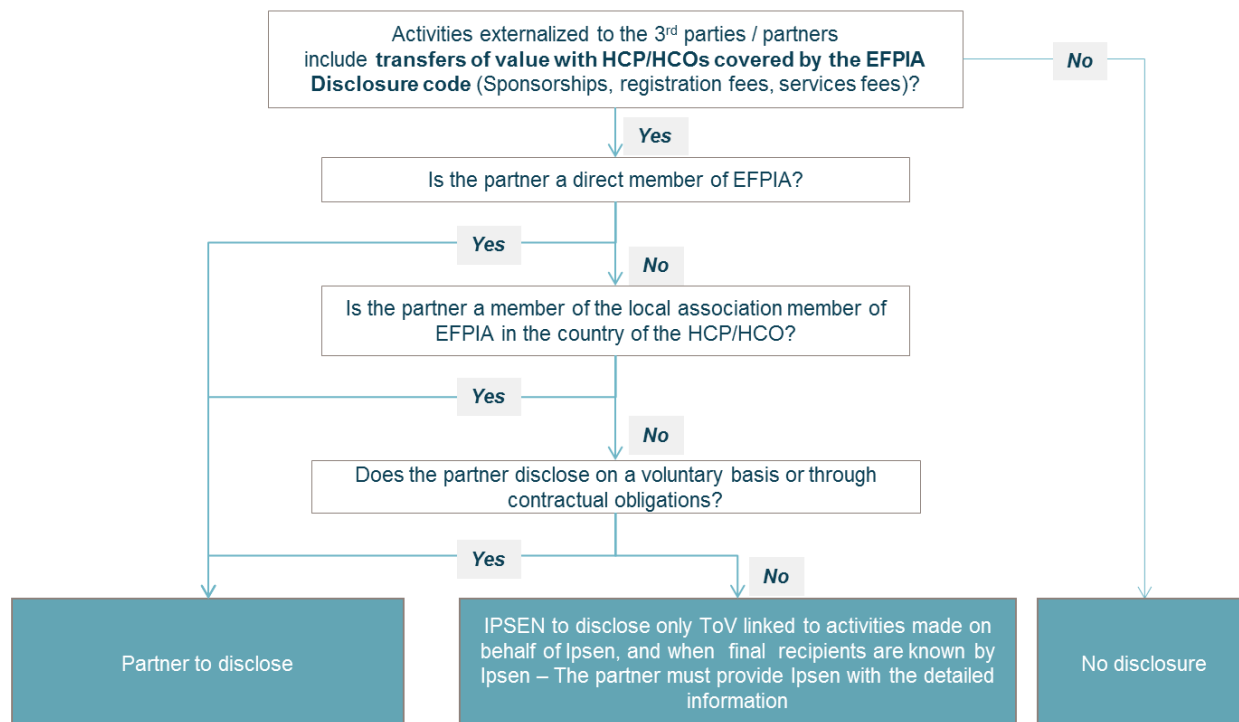 Activities externalized to the 3rd parties / partners
include transfers of value with HCP/HCOs covered by the EFPIA
Disclosure code (Sponsorships, registration fees, services fees)?
No
Yes
Is the partner a direct member of EFPIA?
Yes
No
Is the partner a member of the local association member of
EFPIA in the country of the HCP/HCO?
Yes
No
Does the partner disclose on a voluntary basis or through
contractual obligations?
Yes
No
Partner to disclose
IPSEN to disclose only ToV linked to activities made on
behalf of Ipsen, and when final recipients are known by
Ipsen – The partner must provide Ipsen with the detailed
information
No disclosure